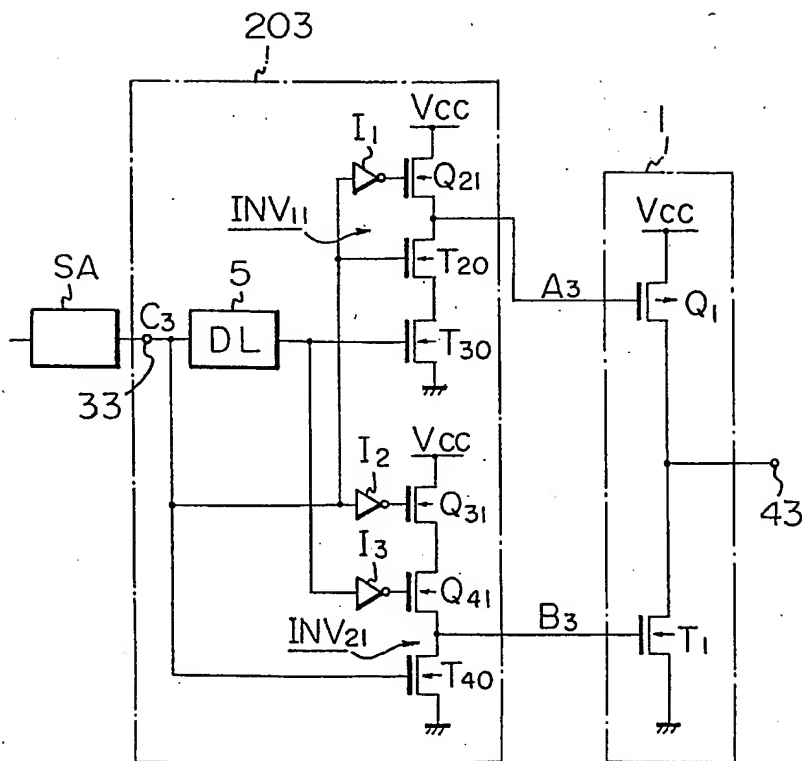 203
1
VCC
I1
Q21
INV11
VCC
SA
5
T20
A3
Q1
C3
DL
T30
33
VCC
I2
Q31
43
I3
Q41
B3
INV21
T1
T40